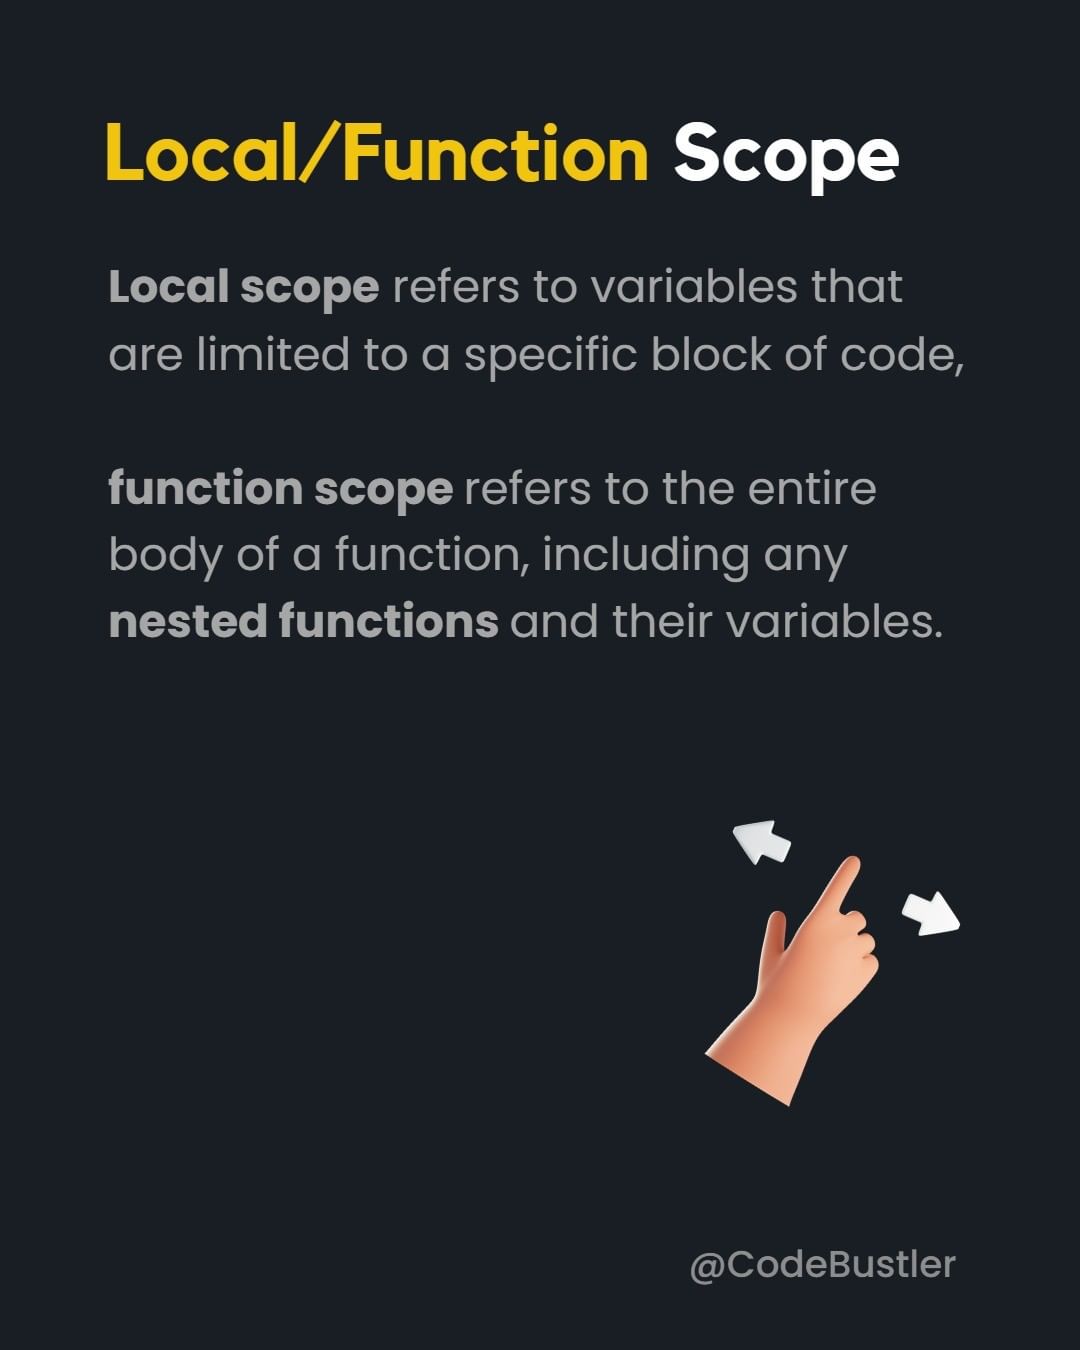 Local/Function Scope
Local scope refers to variables that
are limited to a specific block of code,
function scope refers to the entire
body of a function, including any
nested functions and their variables.
@CodeBustler